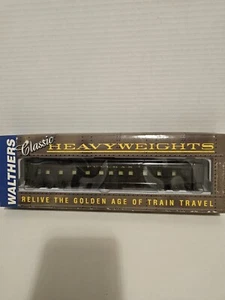 WALTHERS
Classic
HEAVYWEIGHTS
RELIVE THE GOLDEN AGE OF TRAIN TRAVEL